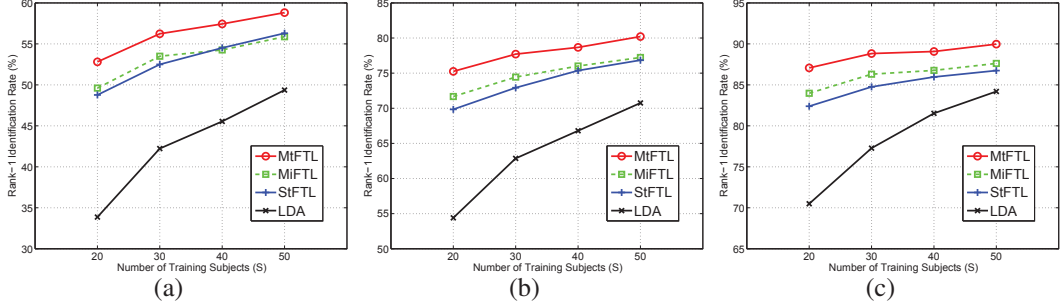 60
55
50
45
40
35
30
20 30 40 50
Rank−1 Identification Rate (%)
Number of Training Subjects (S)
MtFTL
MiFTL
StFTL
LDA
(a)
85
80
75
70
65
60
55
50
20 30 40 50
Rank−1 Identification Rate (%)
Number of Training Subjects (S)
MtFTL
MiFTL
StFTL
LDA
(b)
95
90
85
80
75
70
65
20 30 40 50
Rank−1 Identification Rate (%)
Number of Training Subjects (S)
MtFTL
MiFTL
StFTL
LDA
(c)